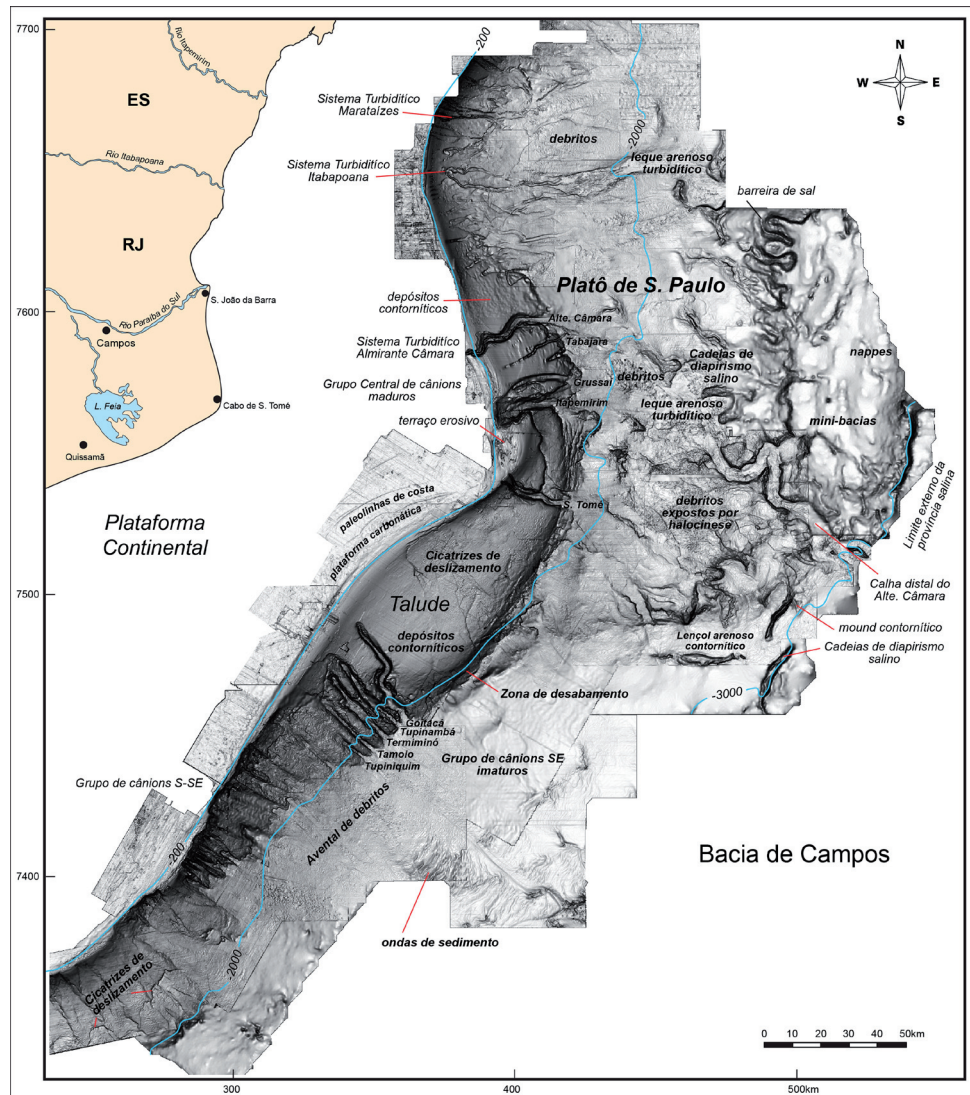 7700
7600
7500
7400
300
400
500km
Rio Itapemirim
ES
Rio Itabapoana
RJ
Rio Paraíba do Sul
S. João da Barra
Campos
L. Feia
Cabo de S. Tomé
Quissamã
N
W E
S
-200
-2000
Sistema Turbidítico
Marataízes
debritos
leque arenoso
turbidítico
Sistema Turbidítico
Itabapoana
barreira de sal
Platô de S. Paulo
depósitos
contorníticos
Alte. Câmara
Tabajara
Sistema Turbidítico
Almirante Câmara
Grussaí
Itapemirim
debritos
Cadeias de
diapirismo
salino
nappes
Grupo Central de cânions
maduros
leque arenoso
turbidítico
mini-bacias
terraço erosivo
S. Tomé
debritos
expostos por
halocinese
Limite externo da
província salina
paleolinhas de costa
plataforma carbonática
Plataforma
Continental
Cicatrizes de
deslizamento
Talude
depósitos
contorníticos
Calha distal do
Alte. Câmara
mound contornítico
Lençol arenoso
contornítico
Cadeias de diapirismo
salino
-3000
Zona de desabamento
Goitacá
Tupinambá
Termiminó
Tamoio
Tupiniquim
Grupo de cânions SE
imaturos
Grupo de cânions S-SE
Avental de debritos
-200
Bacia de Campos
ondas de sedimento
-2000
Cicatrizes de
deslizamento
0 10 20 30 40 50km